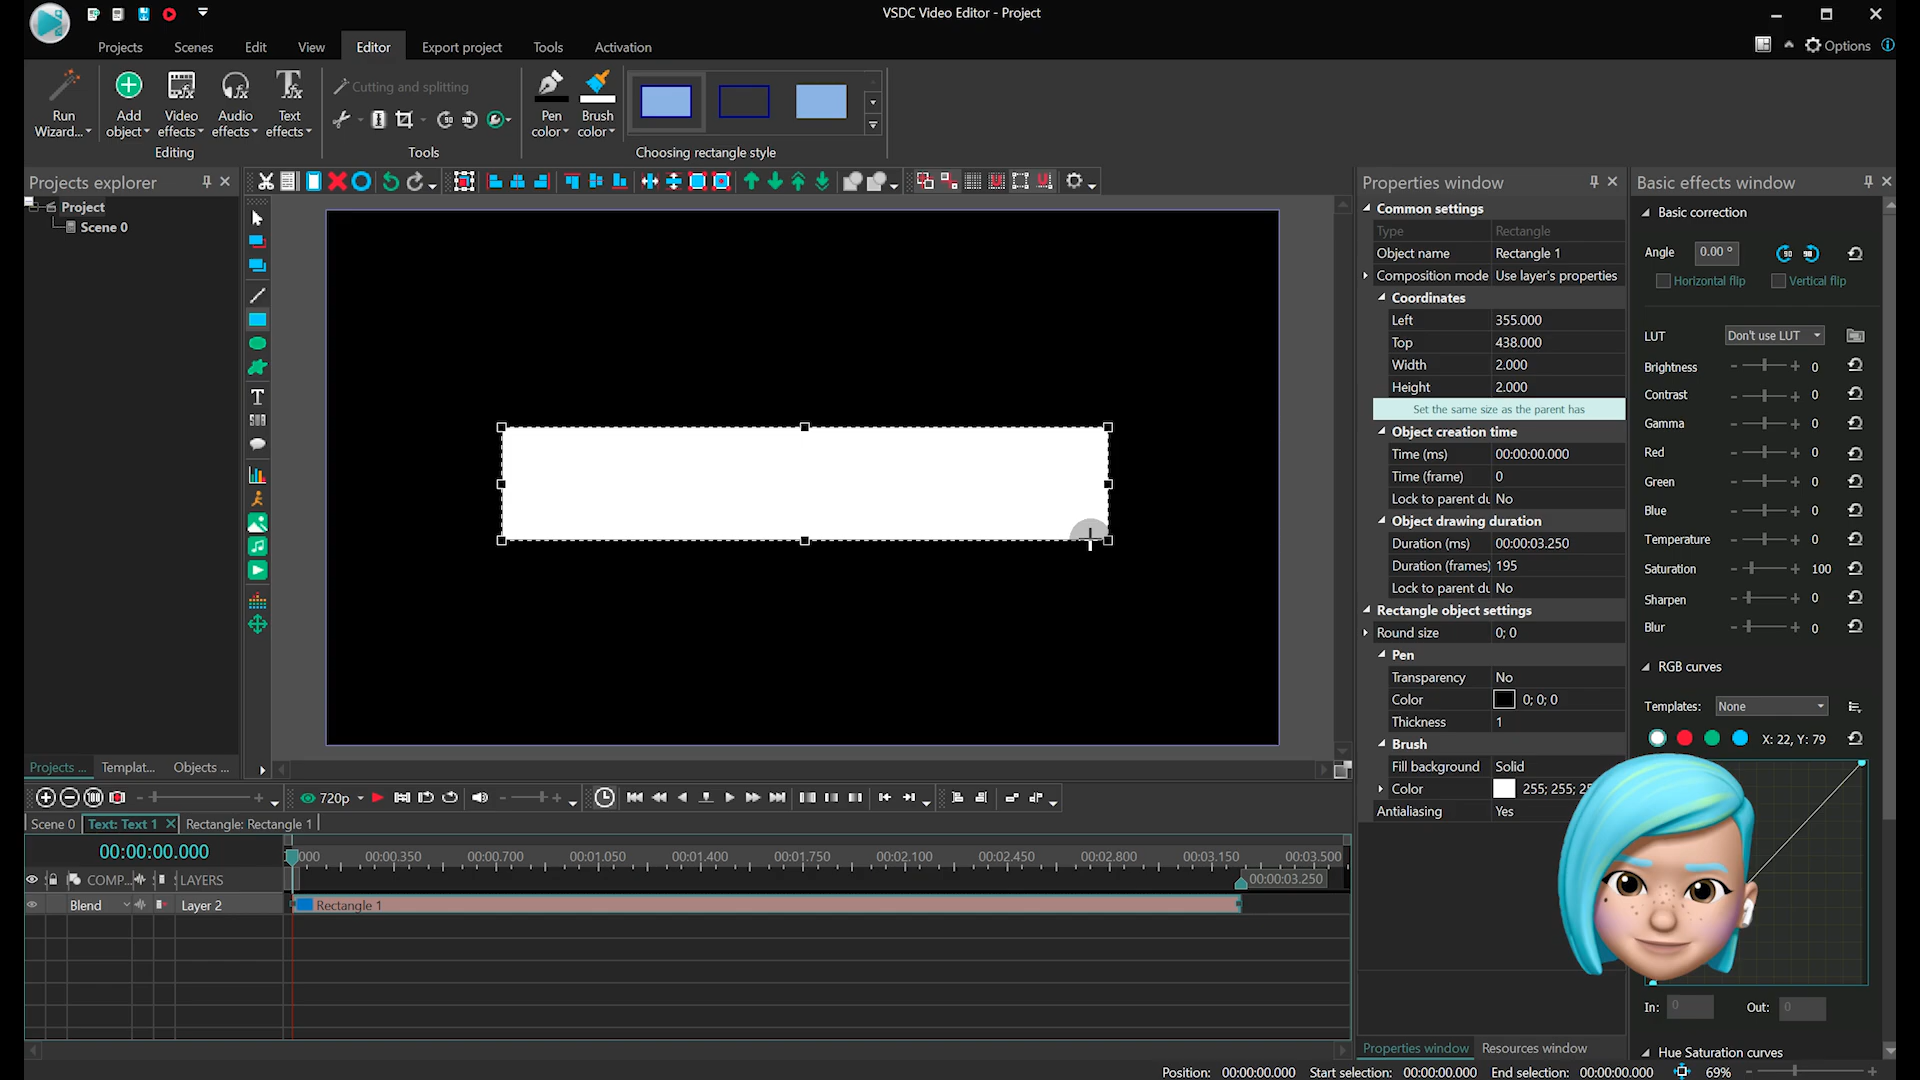 VSDC Video Editor - Project
Projects Scenes Edit View Editor Export project Tools Activation
Options
Run Wizard...
Add object
Video effects
Audio effects
Text effects
Editing
Cutting and splitting
Tools
Pen color
Brush color
Choosing rectangle style
Projects explorer
Project
Scene 0
Projects ... Templat... Objects ...
T
SUB
Properties window
Common settings
Type Rectangle
Object name Rectangle 1
Composition mode Use layer's properties
Coordinates
Left 355.000
Top 438.000
Width 2.000
Height 2.000
Set the same size as the parent has
Object creation time
Time (ms) 00:00:00.000
Time (frame) 0
Lock to parent du No
Object drawing duration
Duration (ms) 00:00:03.250
Duration (frames) 195
Lock to parent du No
Rectangle object settings
Round size 0; 0
Pen
Transparency No
Color 0; 0; 0
Thickness 1
Brush
Fill background Solid
Color 255; 255; 25
Antialiasing Yes
Properties window Resources window
Basic effects window
Basic correction
Angle 0.00 ° 90 90
Horizontal flip Vertical flip
LUT Don't use LUT
Brightness - + 0
Contrast - + 0
Gamma - + 0
Red - + 0
Green - + 0
Blue - + 0
Temperature - + 0
Saturation - + 100
Sharpen - + 0
Blur - + 0
RGB curves
Templates: None
X: 22, Y: 79
In: 0 Out: 0
Hue Saturation curves
720p
Scene 0 Text: Text 1 Rectangle: Rectangle 1
00:00:00.000
000 00:00.350 00:00.700 00:01.050 00:01.400 00:01.750 00:02.100 00:02.450 00:02.800 00:03.150 00:03.500
00:00:03.250
COMP... LAYERS
Blend Layer 2
Rectangle 1
Position: 00:00:00.000 Start selection: 00:00:00.000 End selection: 00:00:00.000 69%